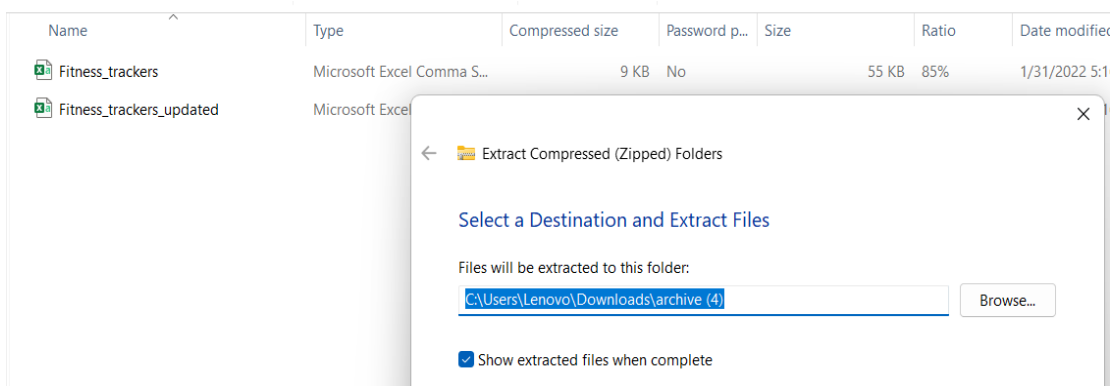 Name Type Compressed size Password p... Size Ratio Date modified
Fitness_trackers Microsoft Excel Comma S... 9 KB No 55 KB 85% 1/31/2022 5:1
Fitness_trackers_updated Microsoft Excel
Extract Compressed (Zipped) Folders
Select a Destination and Extract Files
Files will be extracted to this folder:
C:\Users\Lenovo\Downloads\archive (4) Browse...
Show extracted files when complete